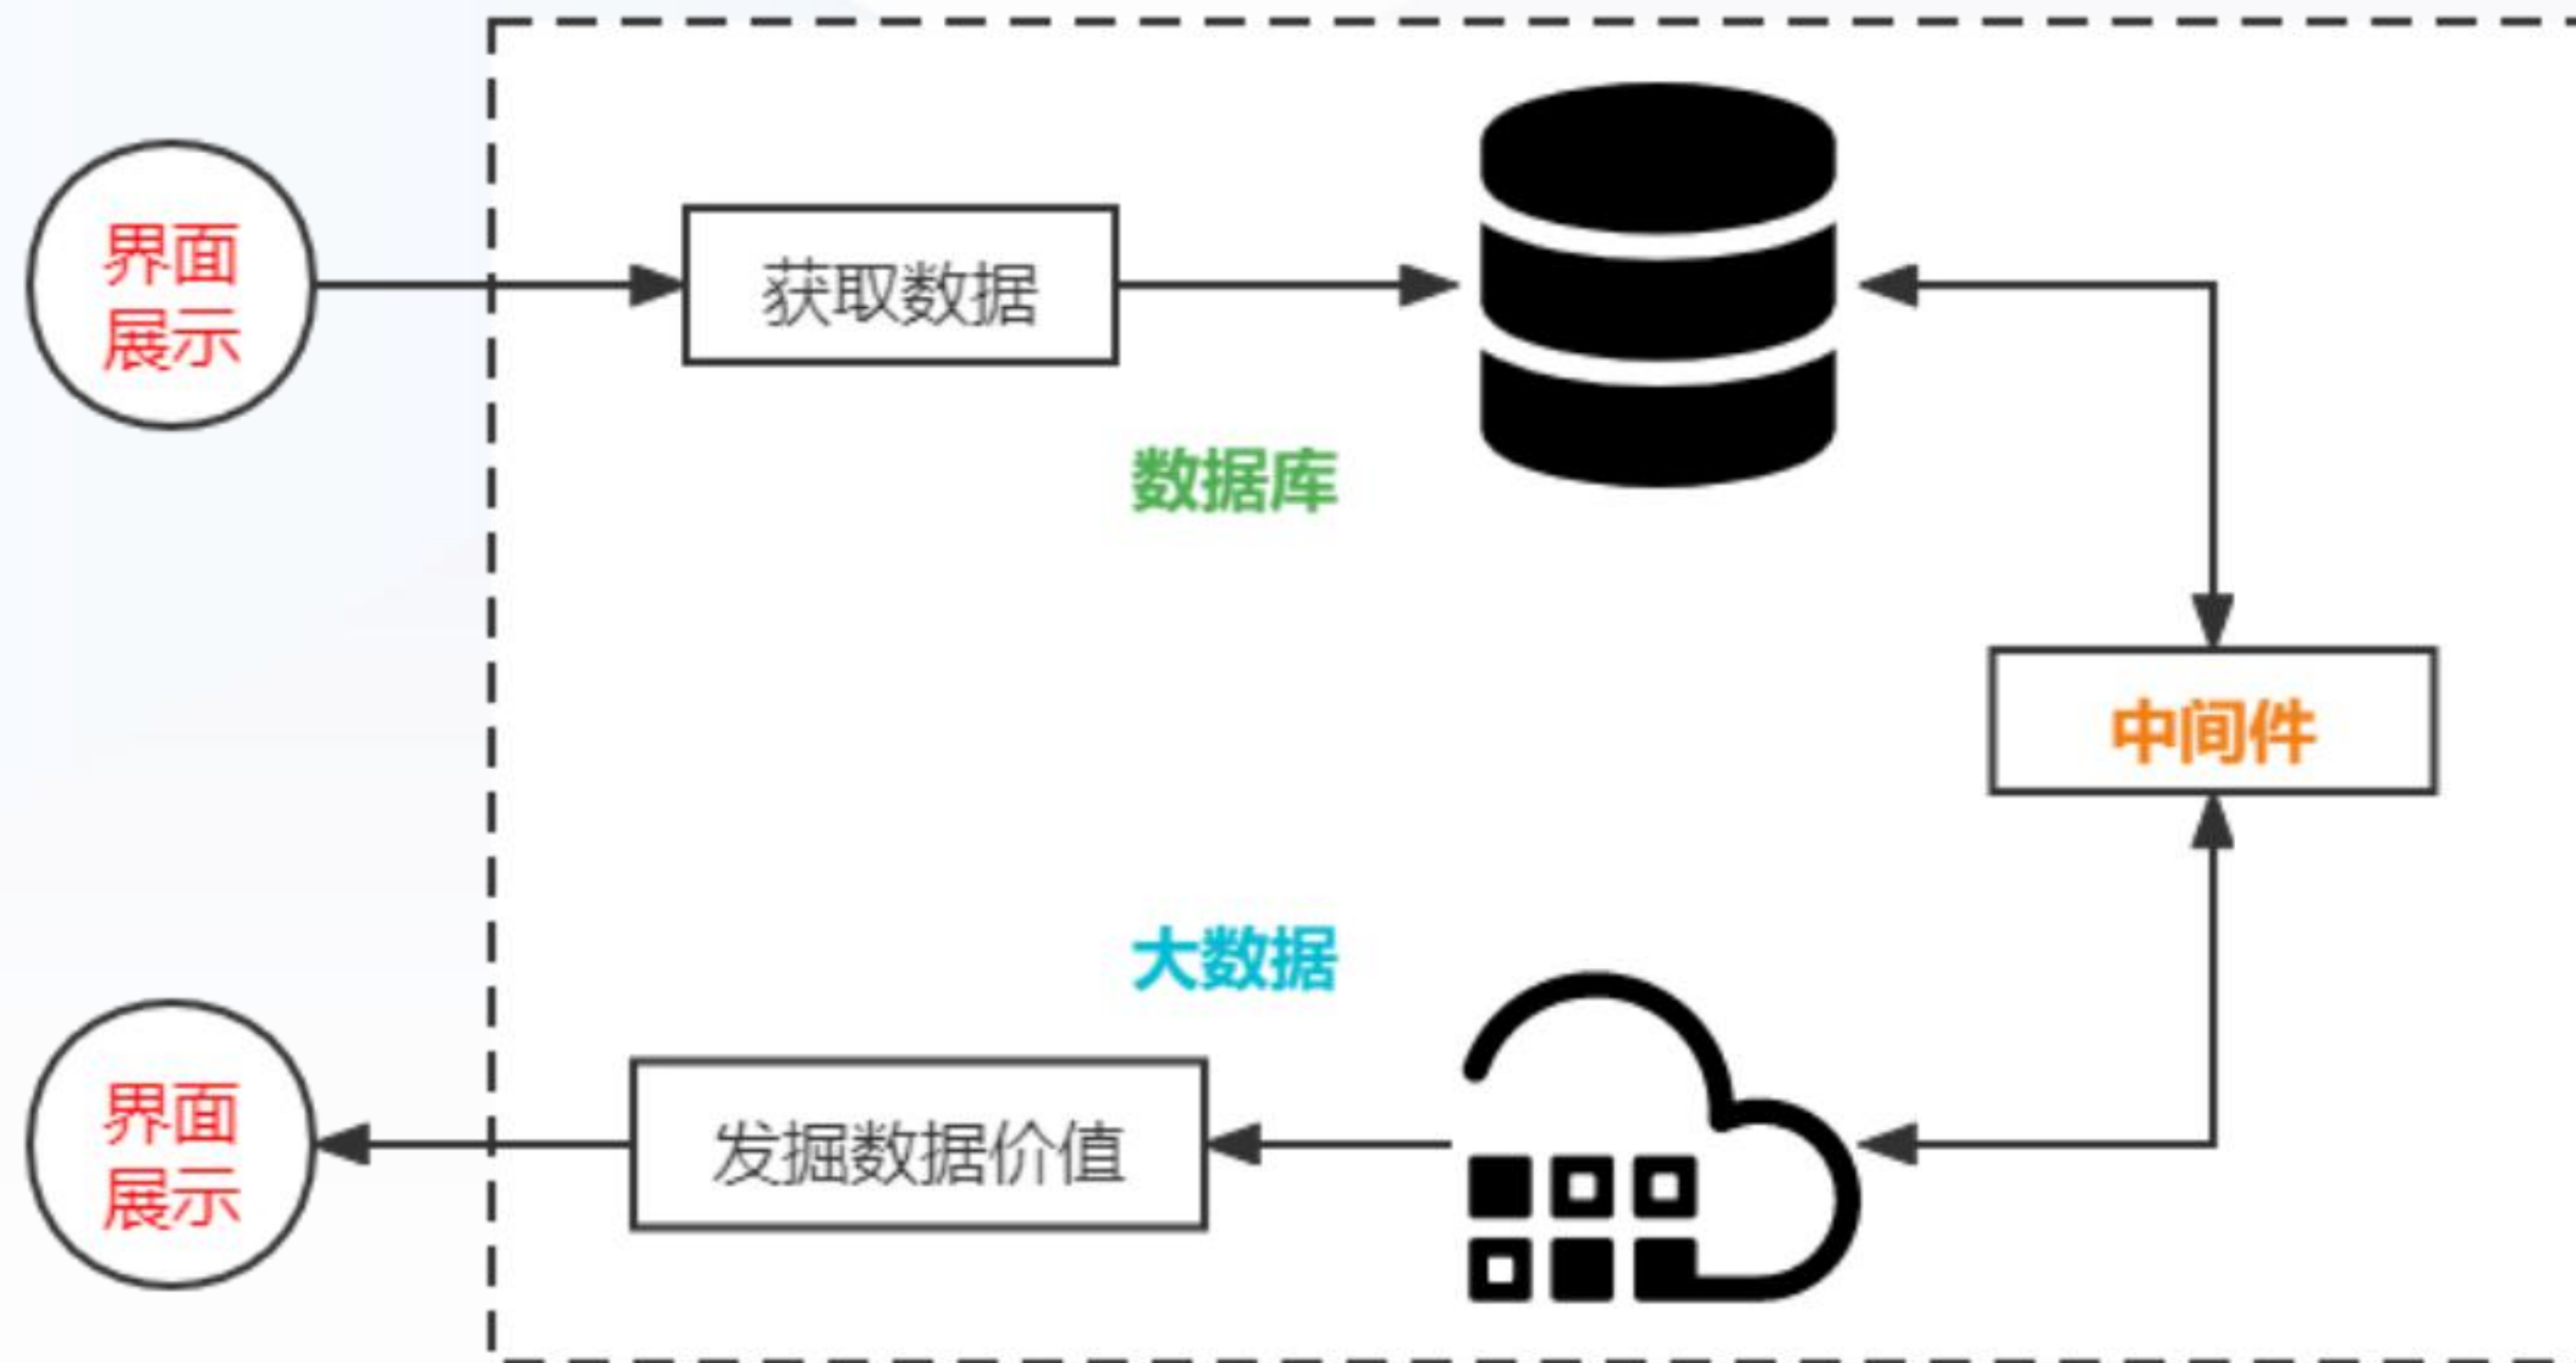 界面
展示
获取数据
数据库
中间件
大数据
界面
展示
发掘数据价值